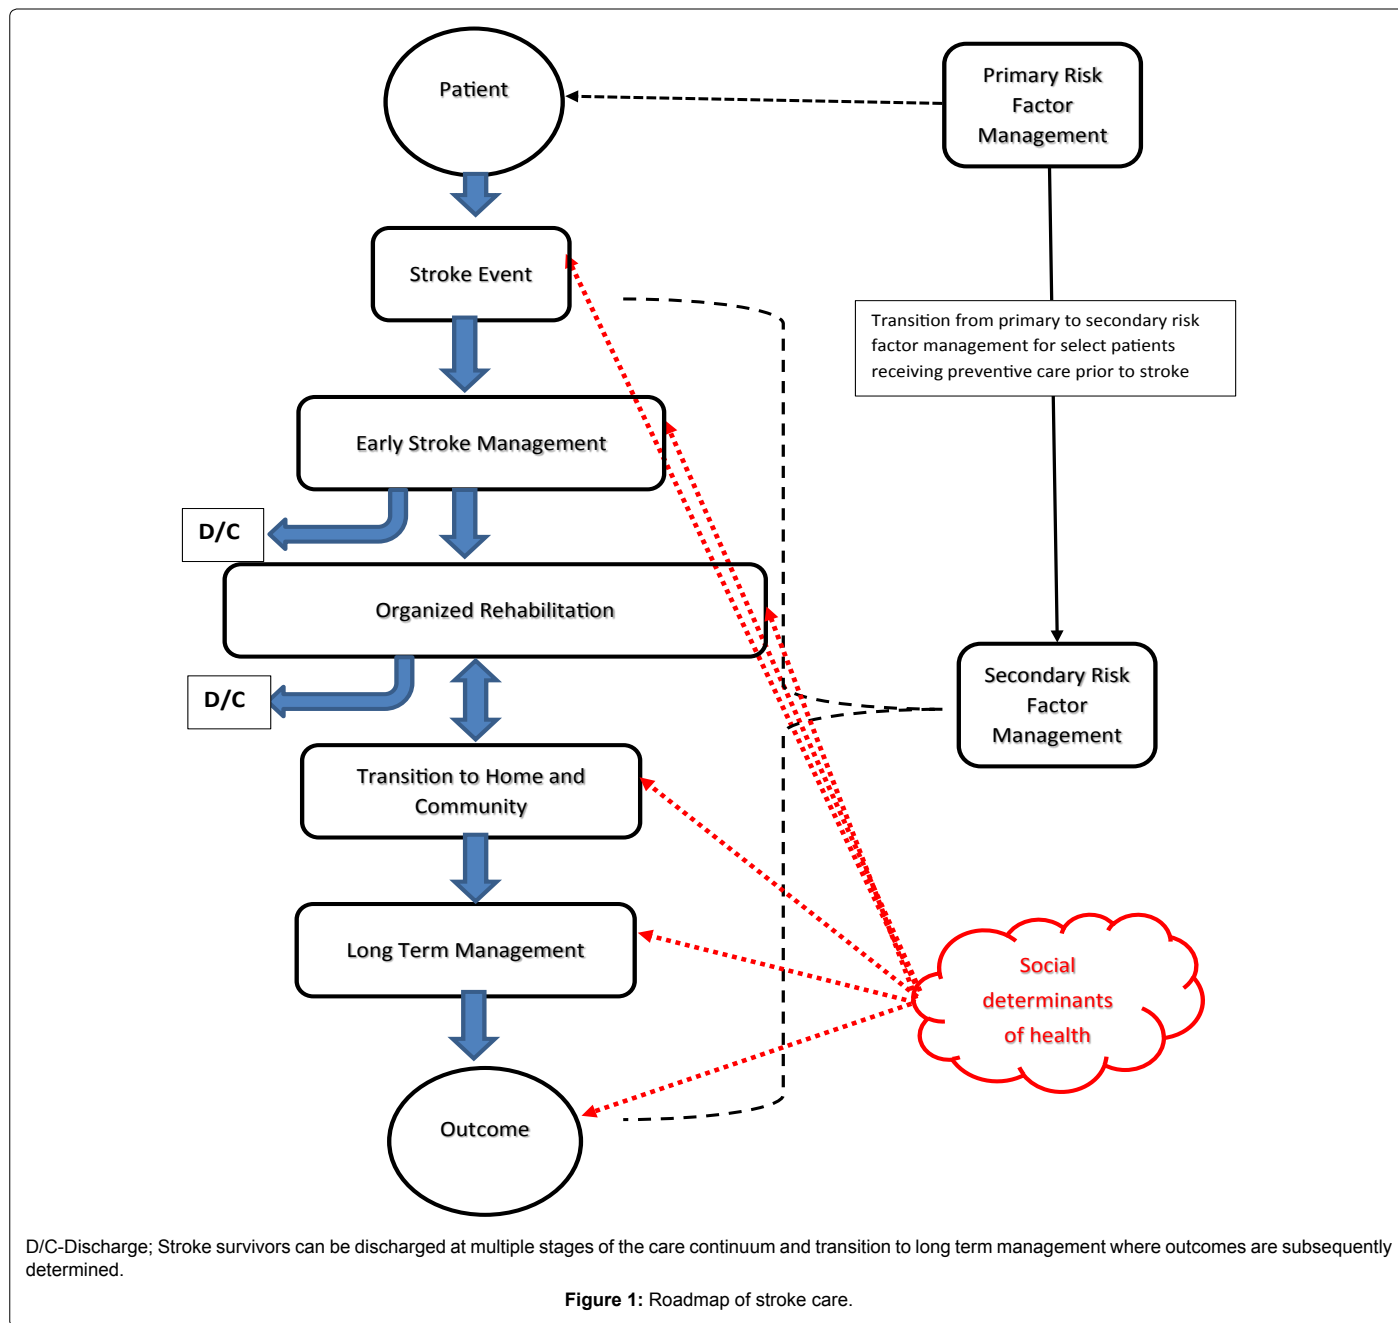 Patient
Primary Risk
Factor
Management
Stroke Event
Transition from primary to secondary risk
factor management for select patients
receiving preventive care prior to stroke
Early Stroke Management
D/C
Organized Rehabilitation
D/C
Secondary Risk
Factor
Management
Transition to Home and
Community
Long Term Management
Social
determinants
of health
Outcome
D/C-Discharge; Stroke survivors can be discharged at multiple stages of the care continuum and transition to long term management where outcomes are subsequently
determined.
Figure 1: Roadmap of stroke care.